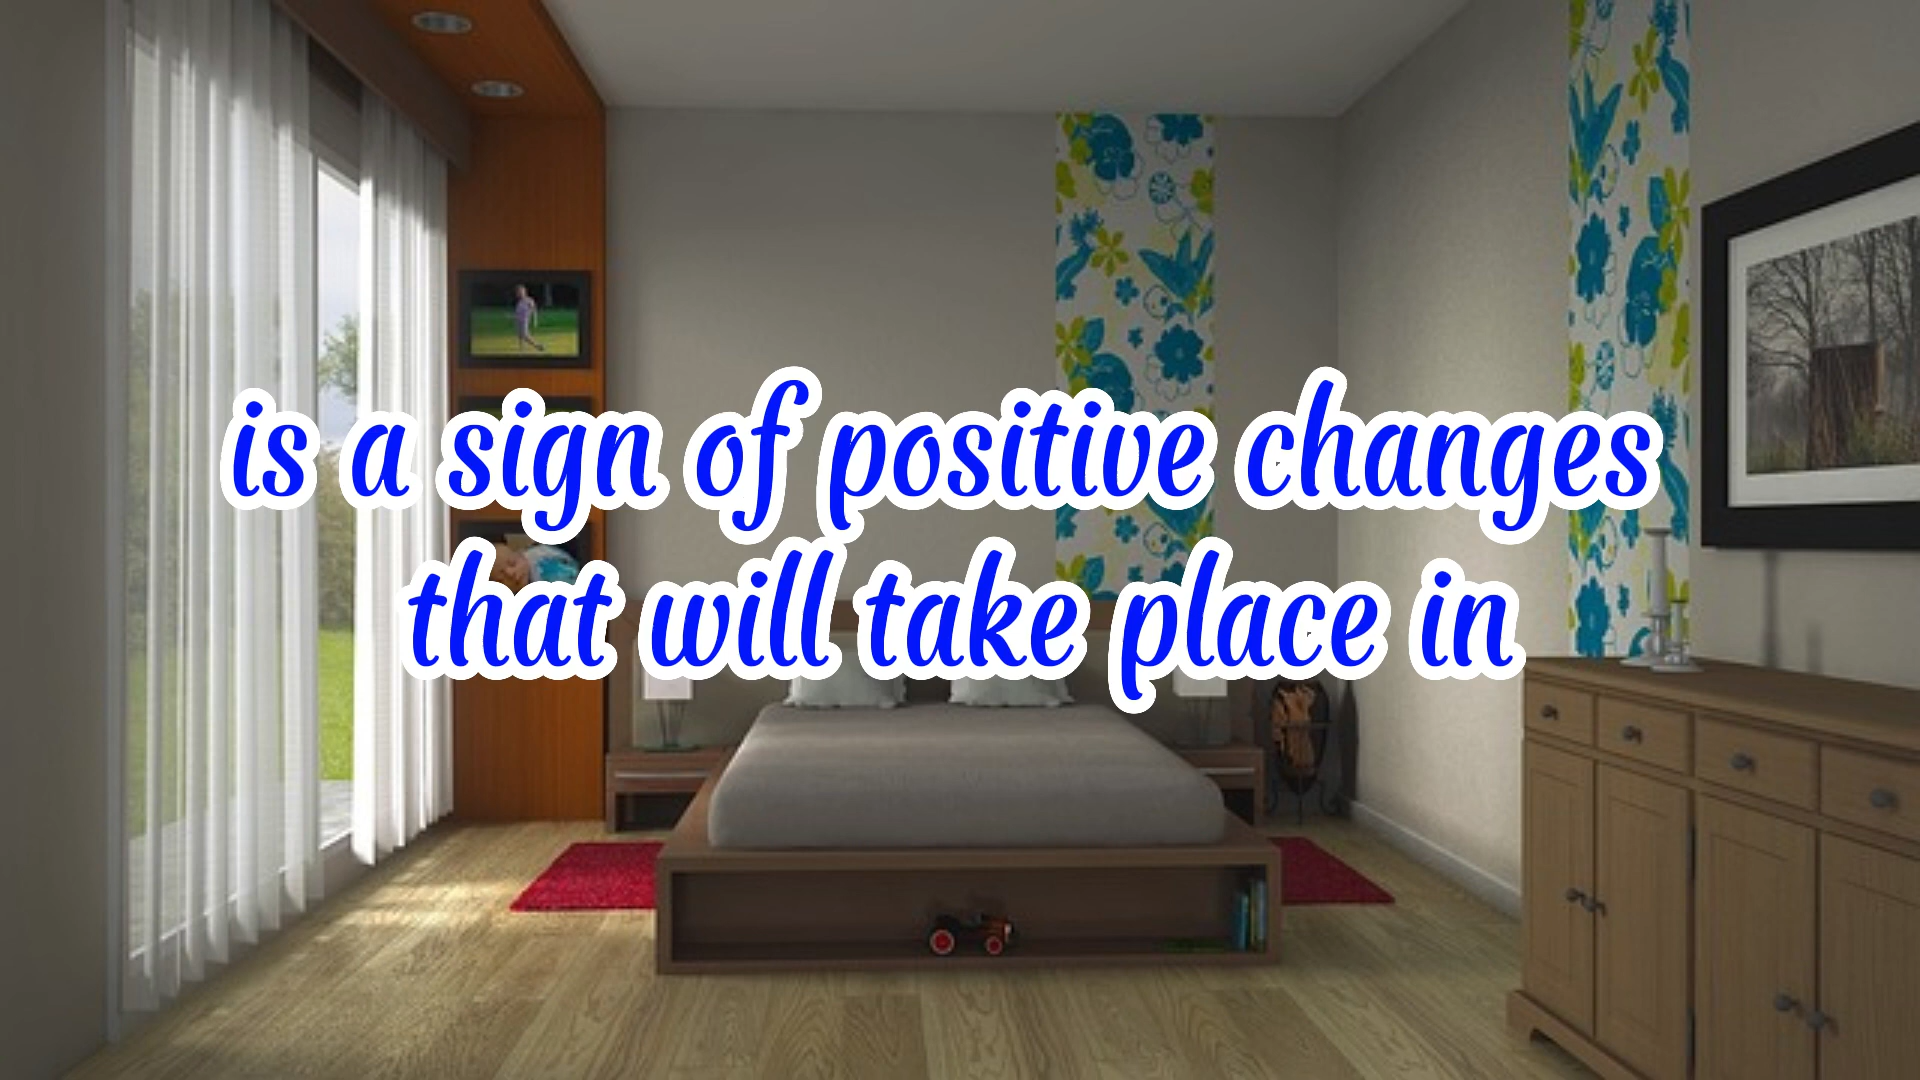 is a sign of positive changes
that will take place in